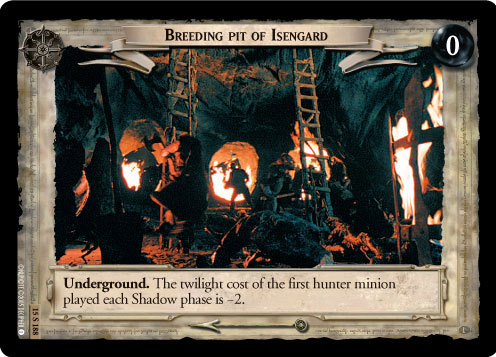 BREEDING PIT OF ISENGARD
0
Underground. The twilight cost of the first hunter minion
played each Shadow phase is –2.
15 S 188